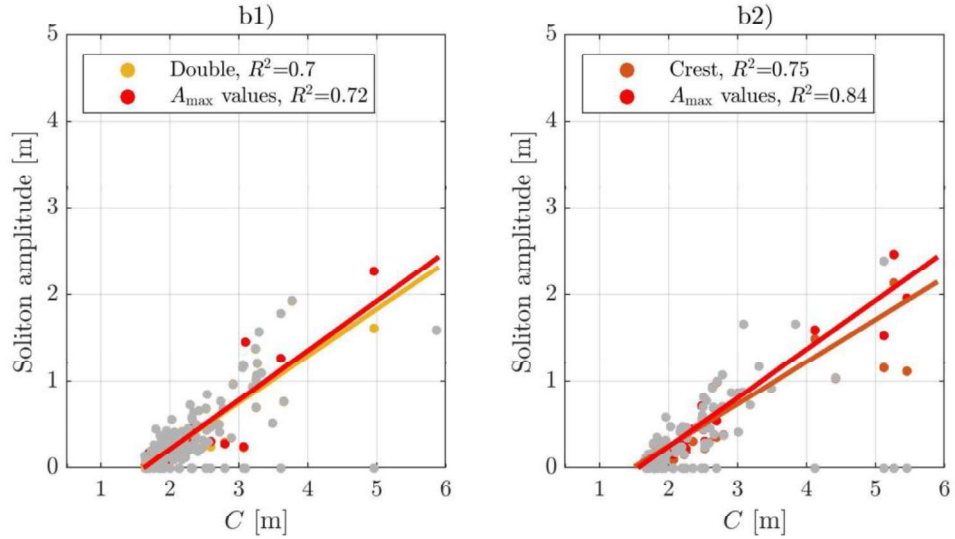 b1)
Double, R²=0.7
A_max values, R²=0.72
Soliton amplitude [m]
5
4
3
2
1
0
1 2 3 4 5 6
C [m]
b2)
Crest, R²=0.75
A_max values, R²=0.84
Soliton amplitude [m]
5
4
3
2
1
0
1 2 3 4 5 6
C [m]